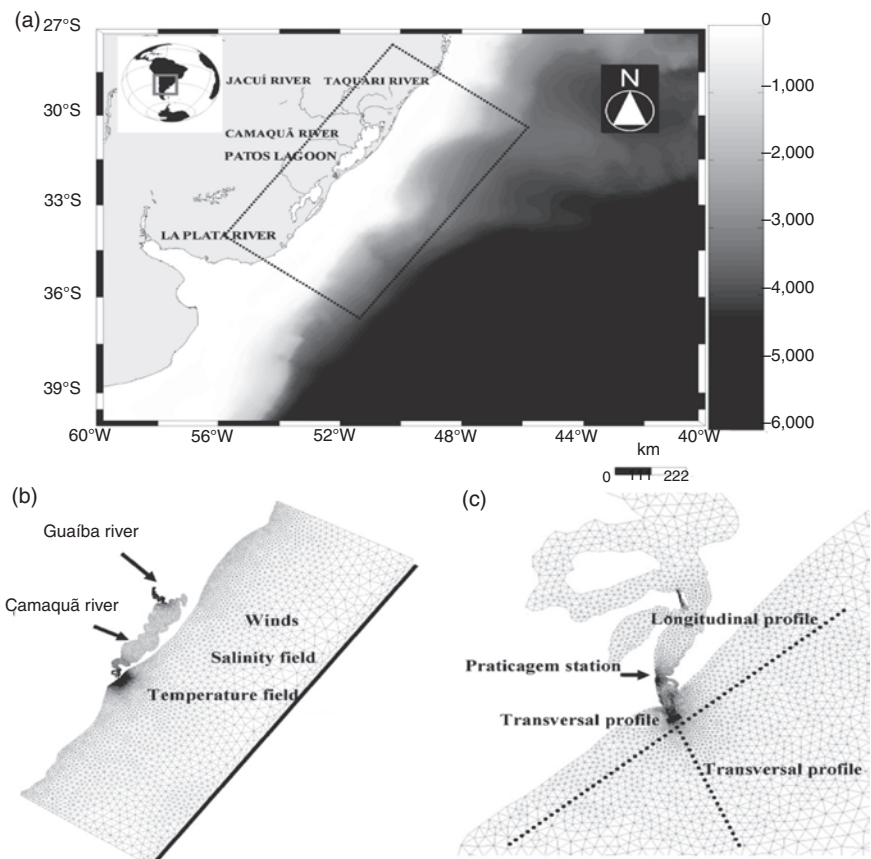 (a)
27°S
30°S
33°S
36°S
39°S
60°W
56°W
52°W
48°W
44°W
40°W
JACUÍ RIVER
TAQUARI RIVER
CAMAQUÃ RIVER
PATOS LAGOON
LA PLATA RIVER
N
0
–1,000
–2,000
–3,000
–4,000
–5,000
–6,000
km
0
111
222
(b)
Guaíba river
Çamaquã river
Winds
Salinity field
Temperature field
(c)
Longitudinal profile
Praticagem station
Transversal profile
Transversal profile